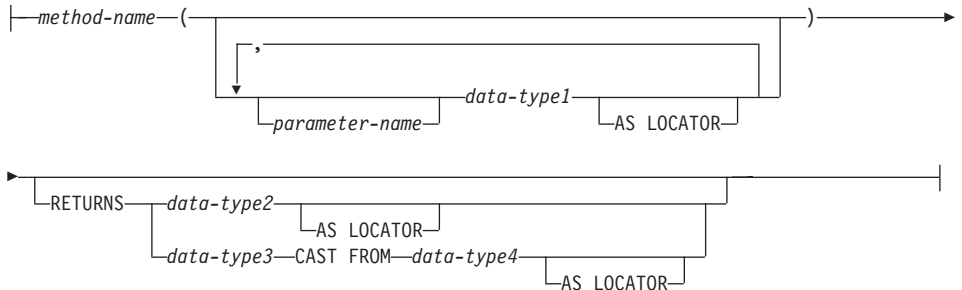 method-name ( )
,
data-type1
parameter-name AS LOCATOR
RETURNS data-type2
AS LOCATOR
data-type3 CAST FROM data-type4
AS LOCATOR